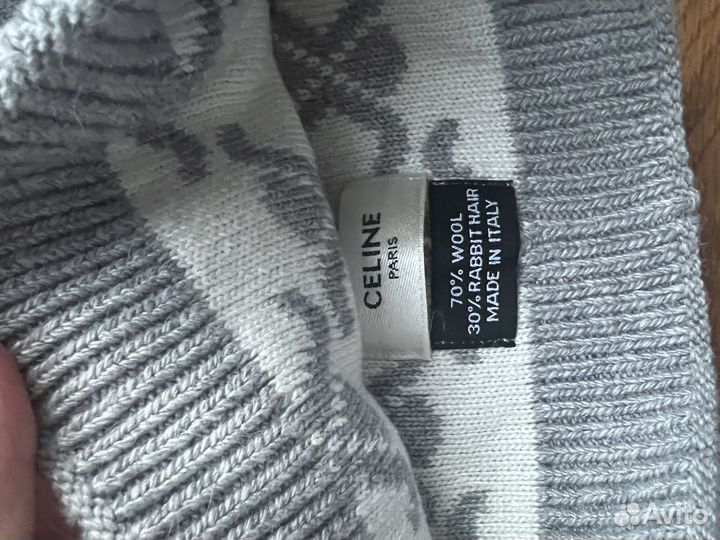 CELINE
PARIS
70% WOOL
30% RABBIT HAIR
MADE IN ITALY
Avito